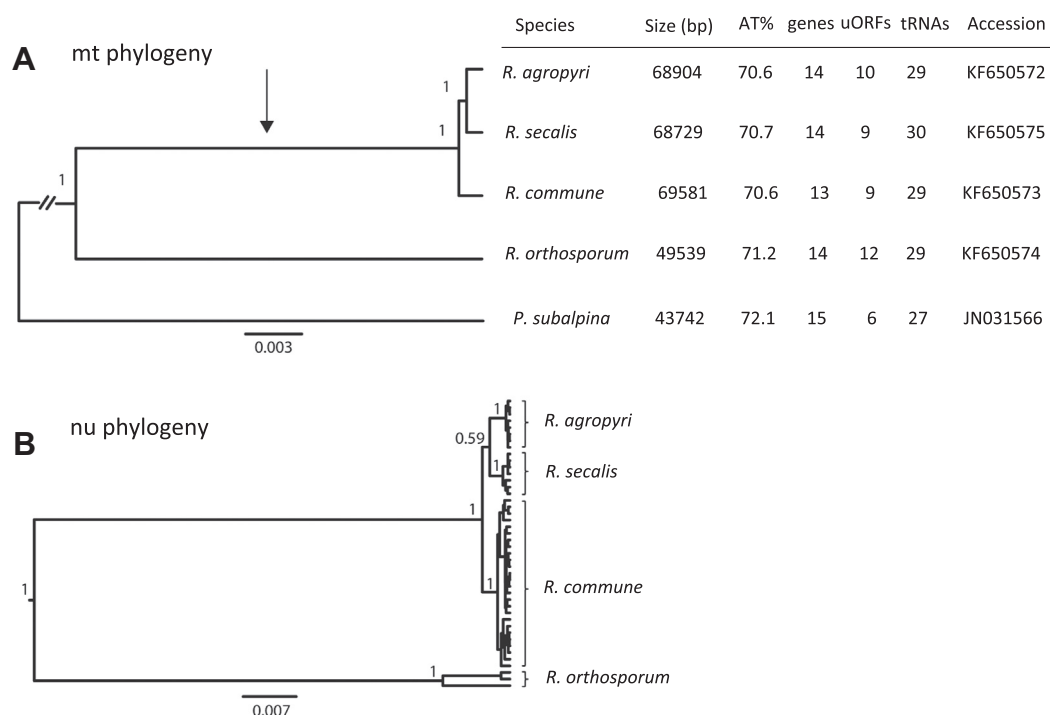 A
mt phylogeny
Species Size (bp) AT% genes uORFs tRNAs Accession
1 R. agropyri 68904 70.6 14 10 29 KF650572
1 R. secalis 68729 70.7 14 9 30 KF650575
1 R. commune 69581 70.6 13 9 29 KF650573
R. orthosporum 49539 71.2 14 12 29 KF650574
P. subalpina 43742 72.1 15 6 27 JN031566
0.003
B
nu phylogeny
1 R. agropyri
0.59
1 R. secalis
1
1 1 R. commune
1 R. orthosporum
0.007